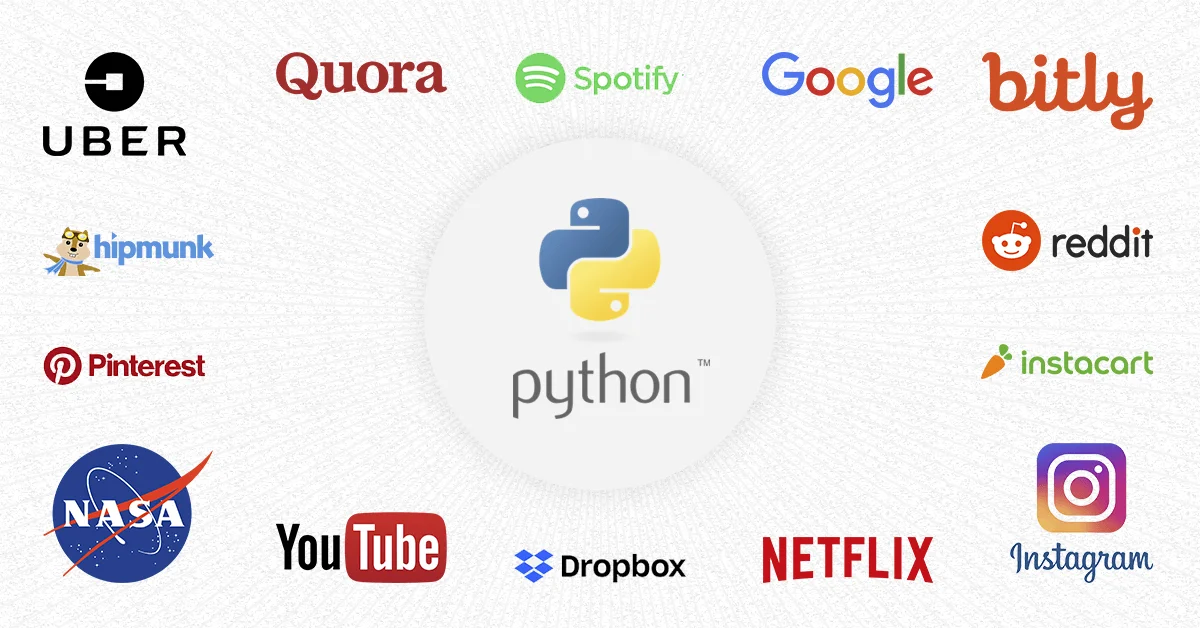 UBER
Quora
Spotify
Google
bitly
hipmunk
reddit
Pinterest
python™
instacart
NASA
YouTube
Dropbox
NETFLIX
Instagram